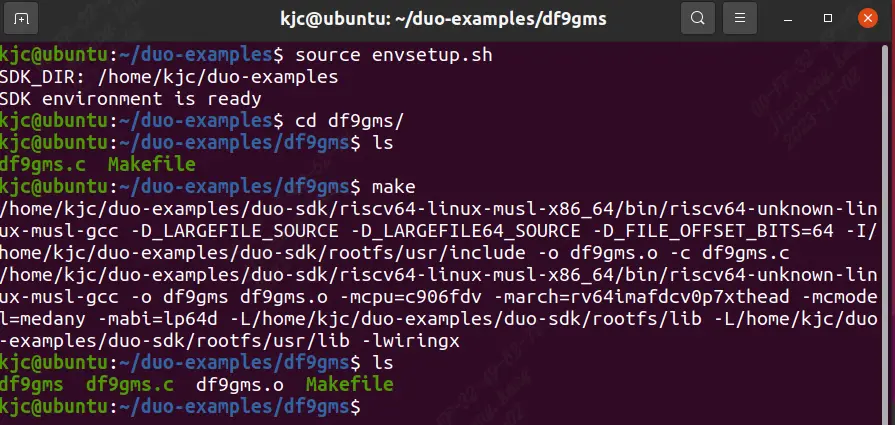 kjc@ubuntu: ~/duo-examples/df9gms
kjc@ubuntu:~/duo-examples$ source envsetup.sh
SDK_DIR: /home/kjc/duo-examples
SDK environment is ready
kjc@ubuntu:~/duo-examples$ cd df9gms/
kjc@ubuntu:~/duo-examples/df9gms$ ls
df9gms.c  Makefile
kjc@ubuntu:~/duo-examples/df9gms$ make
/home/kjc/duo-examples/duo-sdk/riscv64-linux-musl-x86_64/bin/riscv64-unknown-lin
ux-musl-gcc -D_LARGEFILE_SOURCE -D_LARGEFILE64_SOURCE -D_FILE_OFFSET_BITS=64 -I/
home/kjc/duo-examples/duo-sdk/rootfs/usr/include -o df9gms.o -c df9gms.c
/home/kjc/duo-examples/duo-sdk/riscv64-linux-musl-x86_64/bin/riscv64-unknown-lin
ux-musl-gcc -o df9gms df9gms.o -mcpu=c906fdv -march=rv64imafdcv0p7xthead -mcmode
l=medany -mabi=lp64d -L/home/kjc/duo-examples/duo-sdk/rootfs/lib -L/home/kjc/duo
-examples/duo-sdk/rootfs/usr/lib -lwiringx
kjc@ubuntu:~/duo-examples/df9gms$ ls
df9gms  df9gms.c  df9gms.o  Makefile
kjc@ubuntu:~/duo-examples/df9gms$